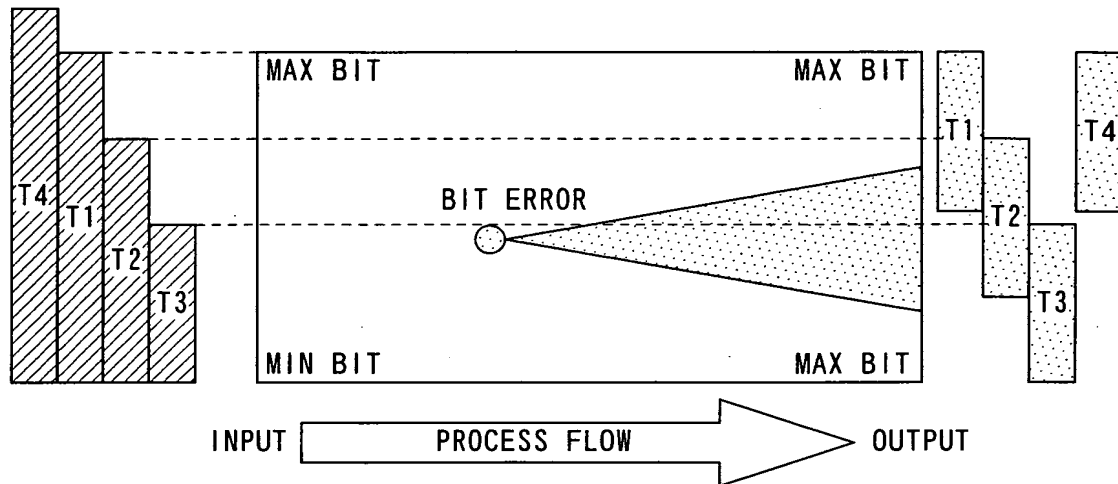 MAX BIT MAX BIT
T1 T4
T4 T1 BIT ERROR T2
T2
T3 T3
MIN BIT MAX BIT
INPUT PROCESS FLOW OUTPUT